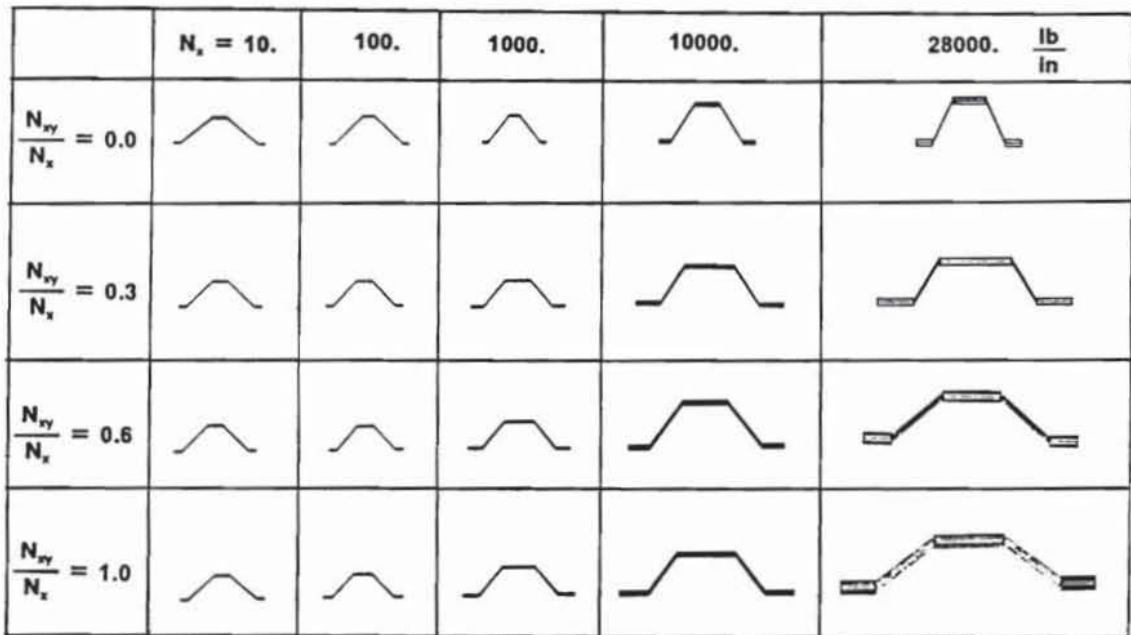 N_x = 10. 100. 1000. 10000. 28000. lb/in
N_xy/N_x = 0.0
N_xy/N_x = 0.3
N_xy/N_x = 0.6
N_xy/N_x = 1.0